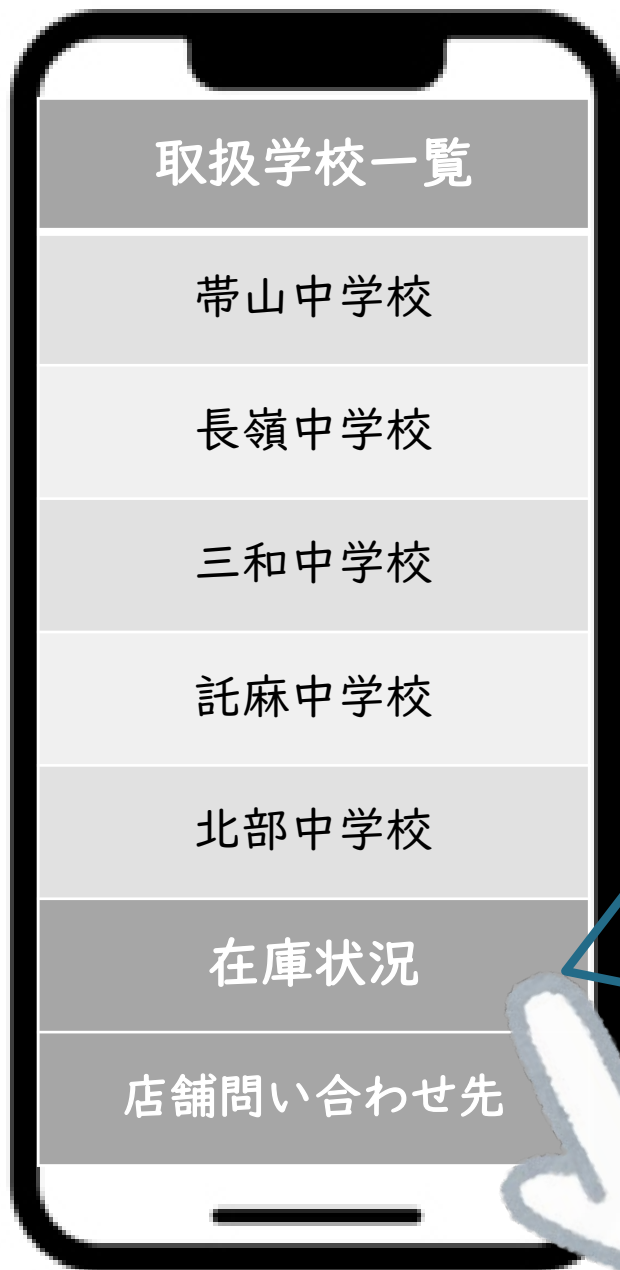 取扱学校一覧
帯山中学校
長嶺中学校
三和中学校
託麻中学校
北部中学校
在庫状況
店舗問い合わせ先